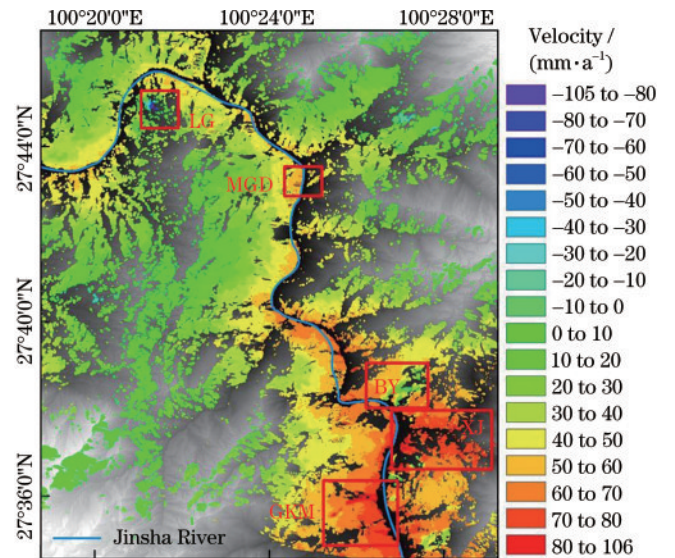 100°20'0"E 100°24'0"E 100°28'0"E
27°44'0"N
27°40'0"N
27°36'0"N
LG
MGD
BY
XJ
GKM
Jinsha River
Velocity /
(mm·a⁻¹)
−105 to −80
−80 to −70
−70 to −60
−60 to −50
−50 to −40
−40 to −30
−30 to −20
−20 to −10
−10 to 0
0 to 10
10 to 20
20 to 30
30 to 40
40 to 50
50 to 60
60 to 70
70 to 80
80 to 106